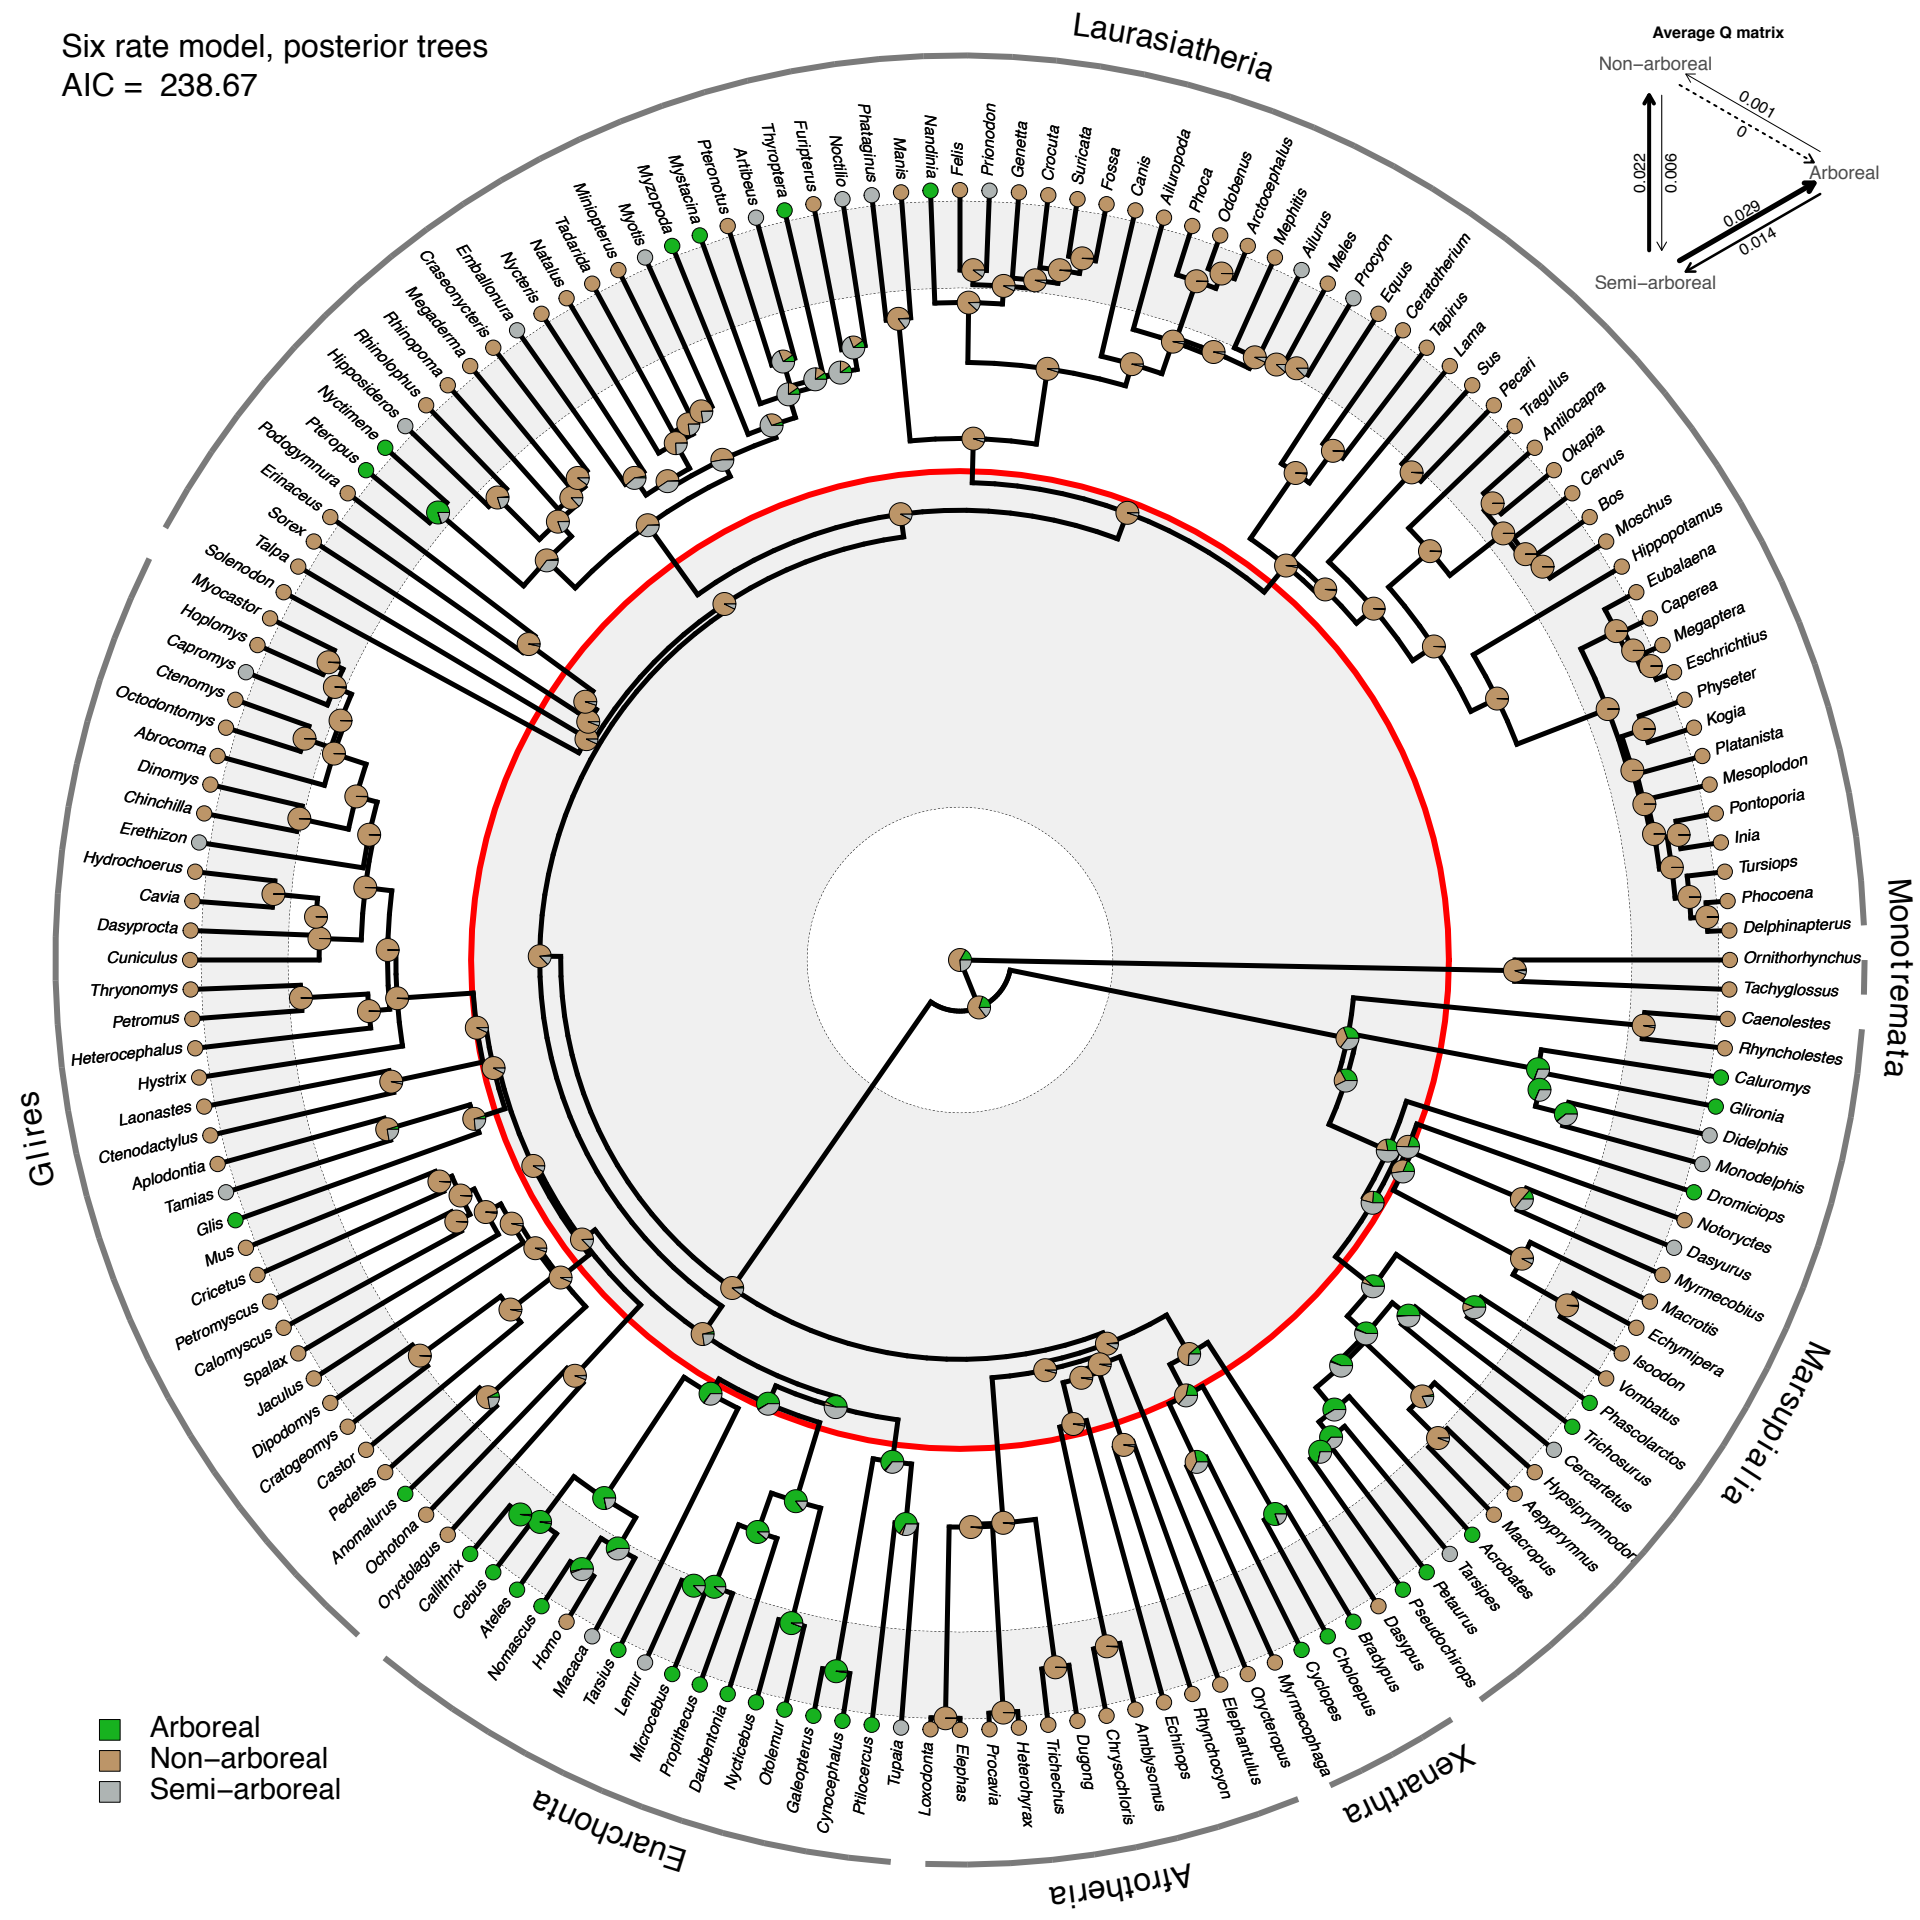 Six rate model, posterior trees
AIC = 238.67
Average Q matrix
Non−arboreal
0.001
0
Arboreal
0.022
0.006
0.029
0.014
Semi−arboreal
Laurasiatheria
Podogymnura
Pteropus
Nyctimene
Hipposideros
Rhinolophus
Rhinopoma
Megaderma
Craseonycteris
Emballonura
Nycteris
Natalus
Tadarida
Miniopterus
Myotis
Myzopoda
Mystacina
Pteronotus
Artibeus
Thyroptera
Furipterus
Noctilio
Phataginus
Manis
Nandinia
Felis
Prionodon
Genetta
Crocuta
Suricata
Fossa
Canis
Ailuropoda
Phoca
Odobenus
Arctocephalus
Mephitis
Ailurus
Meles
Procyon
Equus
Ceratotherium
Tapirus
Lama
Sus
Pecari
Tragulus
Antilocapra
Okapia
Cervus
Bos
Moschus
Hippopotamus
Eubalaena
Caperea
Megaptera
Eschrichtius
Physeter
Kogia
Platanista
Mesoplodon
Pontoporia
Inia
Tursiops
Phocoena
Delphinapterus
Monotremata
Ornithorhynchus
Tachyglossus
Marsupialia
Caenolestes
Rhyncholestes
Caluromys
Glironia
Didelphis
Monodelphis
Dromiciops
Notoryctes
Dasyurus
Myrmecobius
Macrotis
Echymipera
Isoodon
Vombatus
Phascolarctos
Trichosurus
Cercartetus
Hypsiprymnodon
Aepyprymnus
Macropus
Acrobates
Tarsipes
Petaurus
Pseudochirops
Xenarthra
Dasypus
Bradypus
Choloepus
Cyclopes
Myrmecophaga
Afrotheria
Orycteropus
Elephantulus
Rhynchocyon
Echinops
Amblysomus
Chrysochloris
Dugong
Trichechus
Heterohyrax
Procavia
Elephas
Loxodonta
Euarchonta
Tupaia
Ptilocercus
Cynocephalus
Galeopterus
Otolemur
Nycticebus
Daubentonia
Propithecus
Microcebus
Lemur
Tarsius
Macaca
Homo
Nomascus
Ateles
Cebus
Callithrix
Glires
Oryctolagus
Ochotona
Anomalurus
Pedetes
Castor
Cratogeomys
Dipodomys
Jaculus
Spalax
Calomyscus
Petromyscus
Cricetus
Mus
Glis
Tamias
Aplodontia
Ctenodactylus
Laonastes
Hystrix
Heterocephalus
Petromus
Thryonomys
Cuniculus
Dasyprocta
Cavia
Hydrochoerus
Erethizon
Chinchilla
Dinomys
Abrocoma
Octodontomys
Ctenomys
Capromys
Hoplomys
Myocastor
Solenodon
Talpa
Sorex
Erinaceus
Arboreal
Non−arboreal
Semi−arboreal